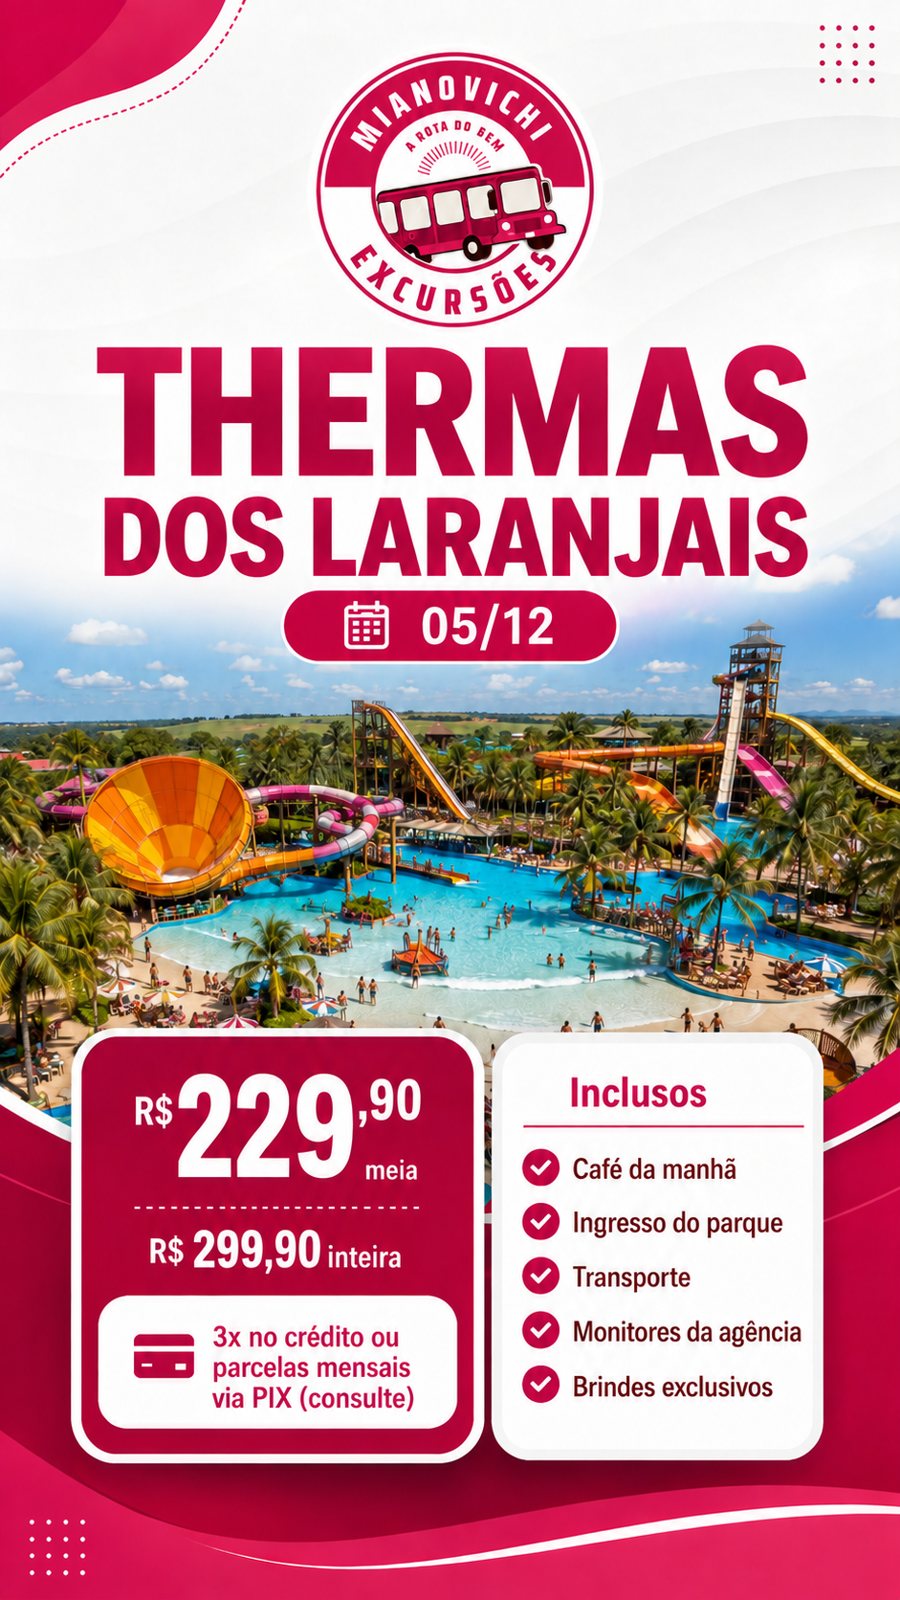 MIANOVICHI
A ROTA DO BEM
EXCURSÕES
THERMAS
DOS LARANJAIS
05/12
R$ 229,90
meia
R$ 299,90 inteira
3x no crédito ou
parcelas mensais
via PIX (consulte)
Inclusos
Café da manhã
Ingresso do parque
Transporte
Monitores da agência
Brindes exclusivos